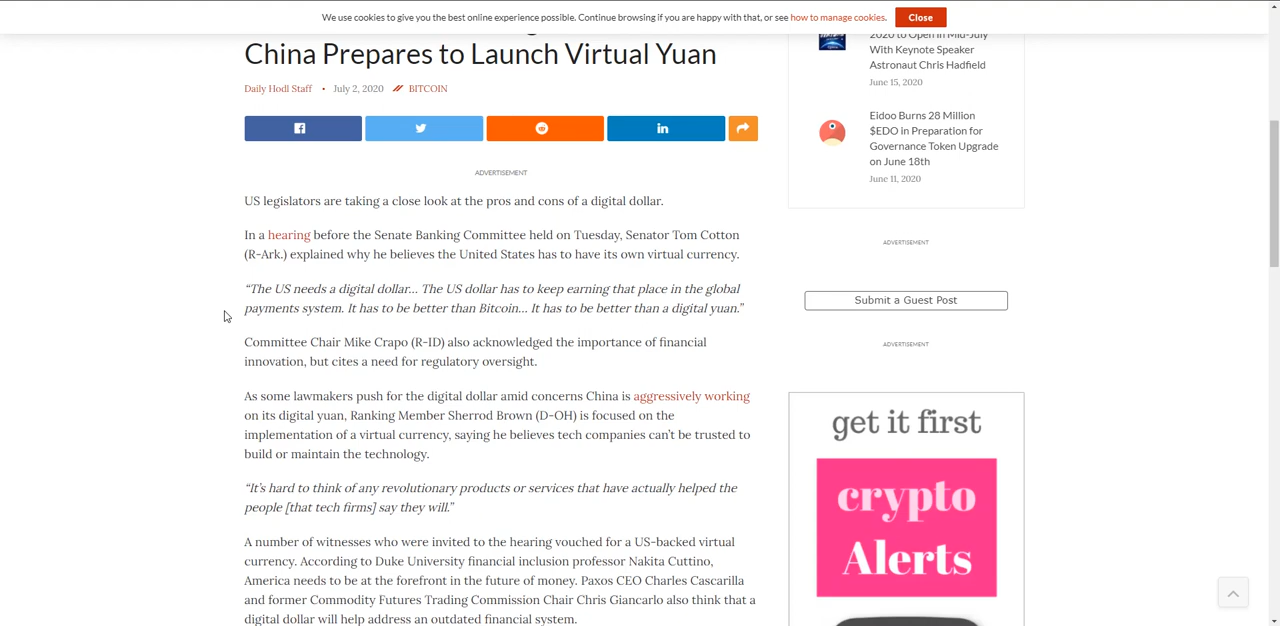 We use cookies to give you the best online experience possible. Continue browsing if you are happy with that, or see how to manage cookies.
Close
China Prepares to Launch Virtual Yuan
Daily Hodl Staff • July 2, 2020 BITCOIN
ADVERTISEMENT
US legislators are taking a close look at the pros and cons of a digital dollar.
In a hearing before the Senate Banking Committee held on Tuesday, Senator Tom Cotton
(R-Ark.) explained why he believes the United States has to have its own virtual currency.
“The US needs a digital dollar… The US dollar has to keep earning that place in the global
payments system. It has to be better than Bitcoin… It has to be better than a digital yuan.”
Committee Chair Mike Crapo (R-ID) also acknowledged the importance of financial
innovation, but cites a need for regulatory oversight.
As some lawmakers push for the digital dollar amid concerns China is aggressively working
on its digital yuan, Ranking Member Sherrod Brown (D-OH) is focused on the
implementation of a virtual currency, saying he believes tech companies can’t be trusted to
build or maintain the technology.
“It’s hard to think of any revolutionary products or services that have actually helped the
people [that tech firms] say they will.”
A number of witnesses who were invited to the hearing vouched for a US-backed virtual
currency. According to Duke University financial inclusion professor Nakita Cuttino,
America needs to be at the forefront in the future of money. Paxos CEO Charles Cascarilla
and former Commodity Futures Trading Commission Chair Chris Giancarlo also think that a
digital dollar will help address an outdated financial system.
2020 to Open in Mid-July
With Keynote Speaker
Astronaut Chris Hadfield
June 15, 2020
Eidoo Burns 28 Million
$EDO in Preparation for
Governance Token Upgrade
on June 18th
June 11, 2020
ADVERTISEMENT
Submit a Guest Post
ADVERTISEMENT
get it first
crypto
Alerts